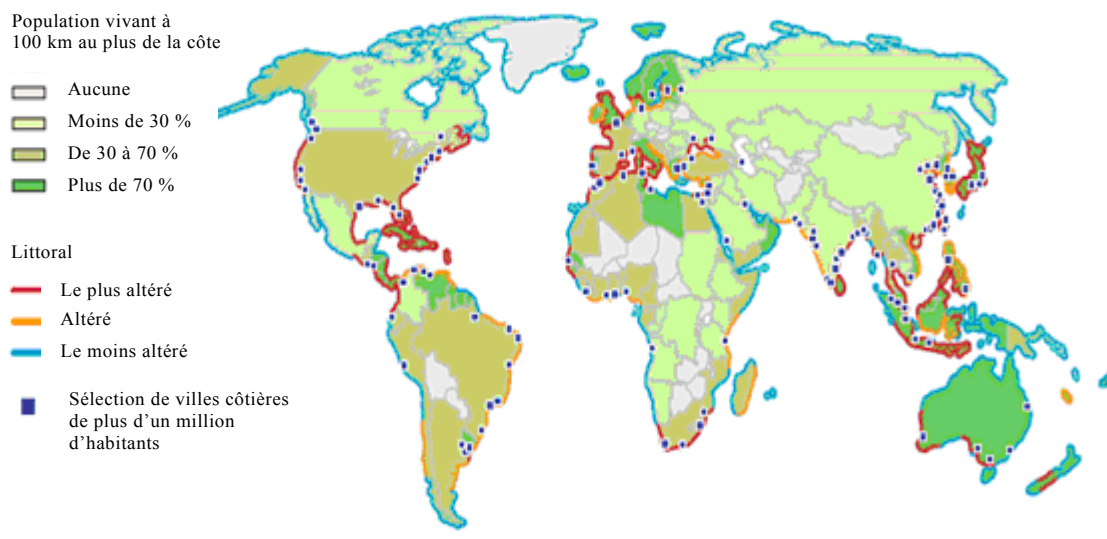 Population vivant à
100 km au plus de la côte
Aucune
Moins de 30 %
De 30 à 70 %
Plus de 70 %
Littoral
Le plus altéré
Altéré
Le moins altéré
Sélection de villes côtières
de plus d’un million
d’habitants